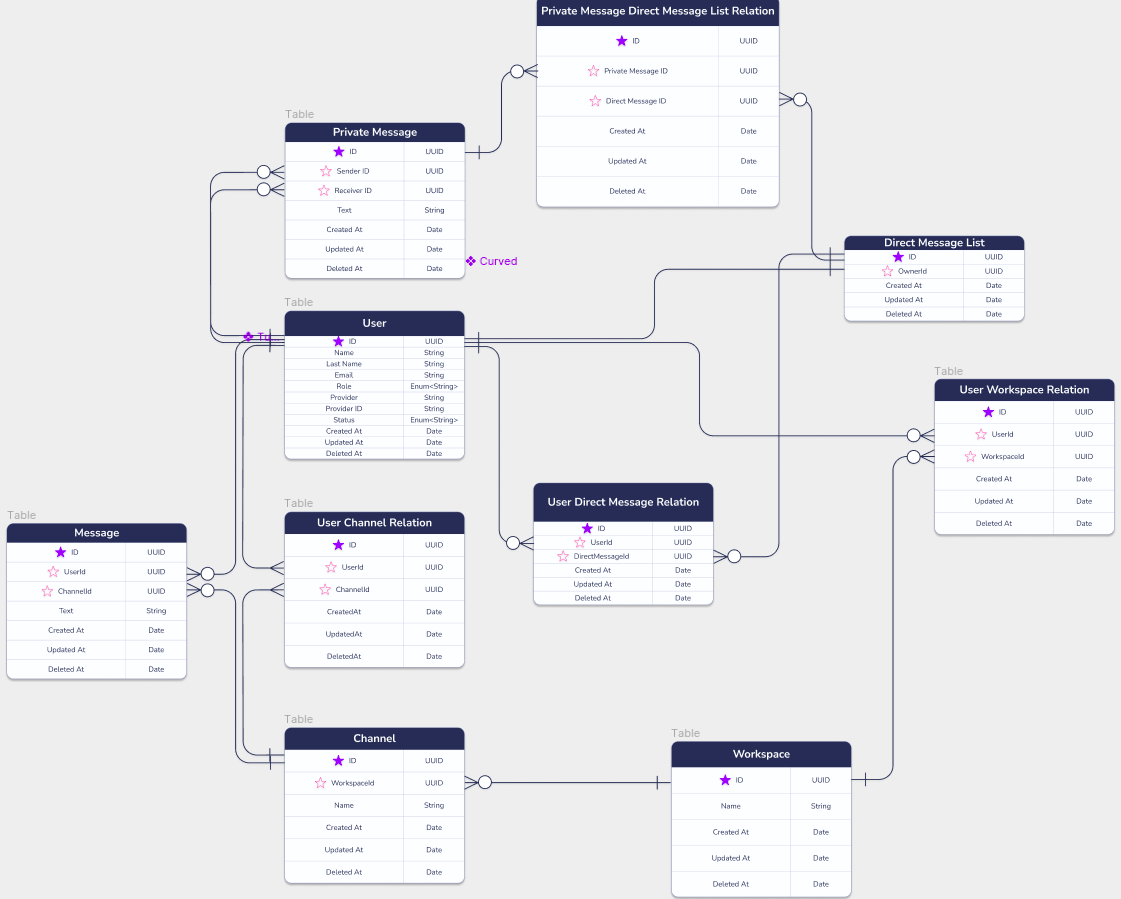 Private Message Direct Message List Relation
ID UUID
Private Message ID UUID
Direct Message ID UUID
Created At Date
Updated At Date
Deleted At Date
Table
Private Message
ID UUID
Sender ID UUID
Receiver ID UUID
Text String
Created At Date
Updated At Date
Deleted At Date
Curved
Direct Message List
ID UUID
OwnerId UUID
Created At Date
Updated At Date
Deleted At Date
Table
User
ID UUID
Name String
Last Name String
Email String
Role Enum<String>
Provider String
Provider ID String
Status Enum<String>
Created At Date
Updated At Date
Deleted At Date
Table
User Workspace Relation
ID UUID
UserId UUID
WorkspaceId UUID
Created At Date
Updated At Date
Deleted At Date
User Direct Message Relation
ID UUID
UserId UUID
DirectMessageId UUID
Created At Date
Updated At Date
Deleted At Date
Table
User Channel Relation
ID UUID
UserId UUID
ChannelId UUID
CreatedAt Date
UpdatedAt Date
DeletedAt Date
Table
Message
ID UUID
UserId UUID
ChannelId UUID
Text String
Created At Date
Updated At Date
Deleted At Date
Table
Channel
ID UUID
WorkspaceId UUID
Name String
Created At Date
Updated At Date
Deleted At Date
Table
Workspace
ID UUID
Name String
Created At Date
Updated At Date
Deleted At Date